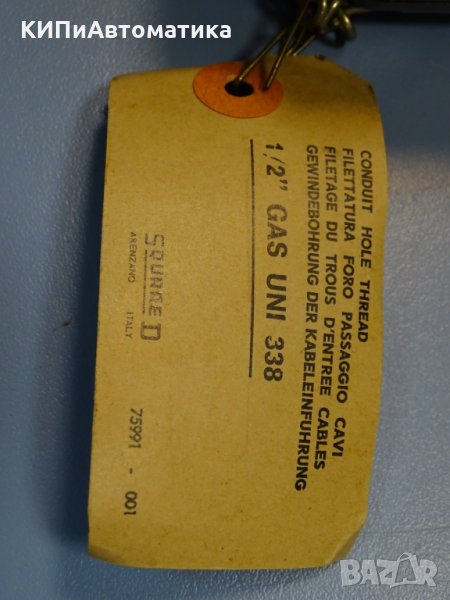 КИПиАвтоматика
CONDUIT HOLE THREAD
FILETTATURA FORO PASSAGGIO CAVI
FILETAGE DU TROUS D'ENTREE CABLES
GEWINDEBOHRUNG DER KABELEINFUHRUNG
1/2" GAS UNI 338
SQUARE D
ARENZANO ITALY
75991 - 001
BAZAR